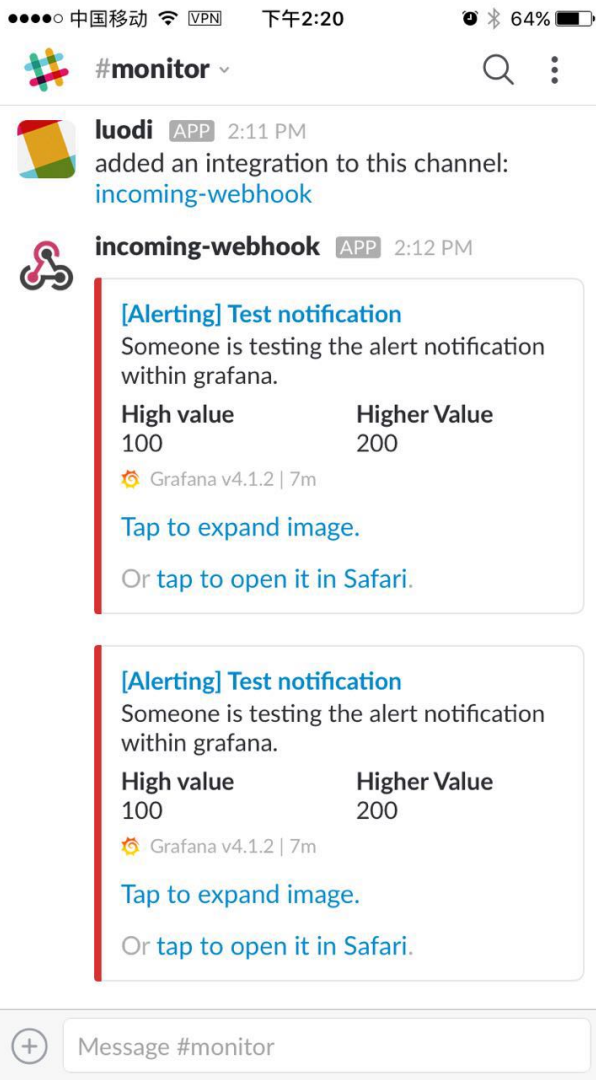 中国移动 VPN 下午2:20 64%
#monitor
luodi APP 2:11 PM
added an integration to this channel:
incoming-webhook
incoming-webhook APP 2:12 PM
[Alerting] Test notification
Someone is testing the alert notification
within grafana.
High value Higher Value
100 200
Grafana v4.1.2 | 7m
Tap to expand image.
Or tap to open it in Safari.
[Alerting] Test notification
Someone is testing the alert notification
within grafana.
High value Higher Value
100 200
Grafana v4.1.2 | 7m
Tap to expand image.
Or tap to open it in Safari.
Message #monitor